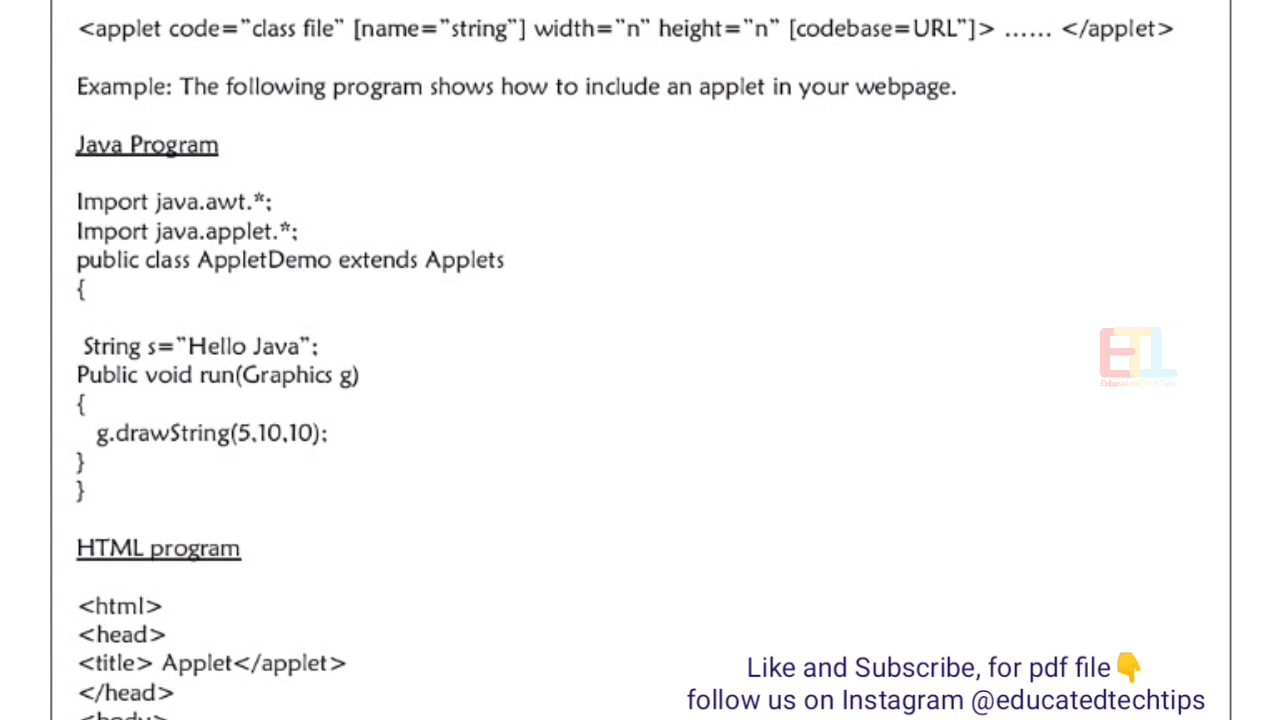 <applet code="class file" [name="string"] width="n" height="n" [codebase=URL"]> ...... </applet>
Example: The following program shows how to include an applet in your webpage.
Java Program
Import java.awt.*;
Import java.applet.*;
public class AppletDemo extends Applets
{
String s="Hello Java";
Public void run(Graphics g)
{
g.drawString(5,10,10);
}
}
HTML program
<html>
<head>
<title> Applet</applet>
</head>
<body>
ETL
EducatedTechTips
Like and Subscribe, for pdf file👇
follow us on Instagram @educatedtechtips